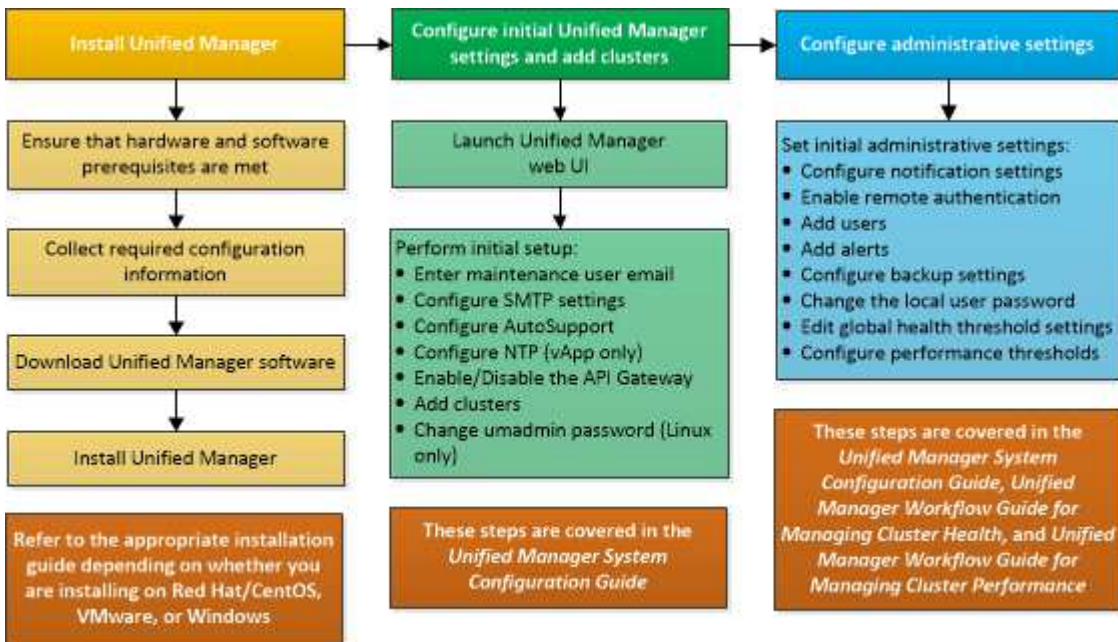 Install Unified Manager
Ensure that hardware and software
prerequisites are met
Collect required configuration
information
Download Unified Manager software
Install Unified Manager
Refer to the appropriate installation
guide depending on whether you
are installing on Red Hat/CentOS,
VMware, or Windows
Configure initial Unified Manager
settings and add clusters
Launch Unified Manager
web UI
Perform initial setup:
• Enter maintenance user email
• Configure SMTP settings
• Configure AutoSupport
• Configure NTP (vApp only)
• Enable/Disable the API Gateway
• Add clusters
• Change umadmin password (Linux
only)
These steps are covered in the
Unified Manager System
Configuration Guide
Configure administrative settings
Set initial administrative settings:
• Configure notification settings
• Enable remote authentication
• Add users
• Add alerts
• Configure backup settings
• Change the local user password
• Edit global health threshold settings
• Configure performance thresholds
These steps are covered in the
Unified Manager System
Configuration Guide, Unified
Manager Workflow Guide for
Managing Cluster Health, and Unified
Manager Workflow Guide for
Managing Cluster Performance